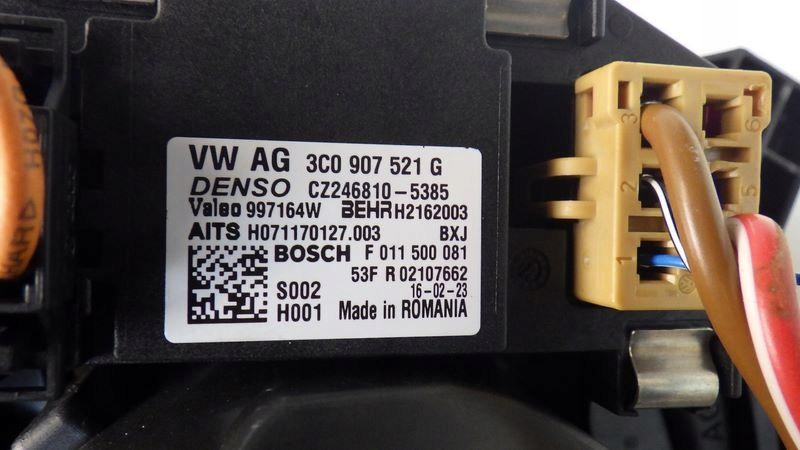 VW AG 3C0 907 521 G
DENSO CZ246810-5385
Valeo 997164W BEHR H2162003
AITS H071170127.003 BXJ
BOSCH F 011 500 081
53F R 02107662
S002 16-02-23
H001 Made in ROMANIA
3
6
2
5